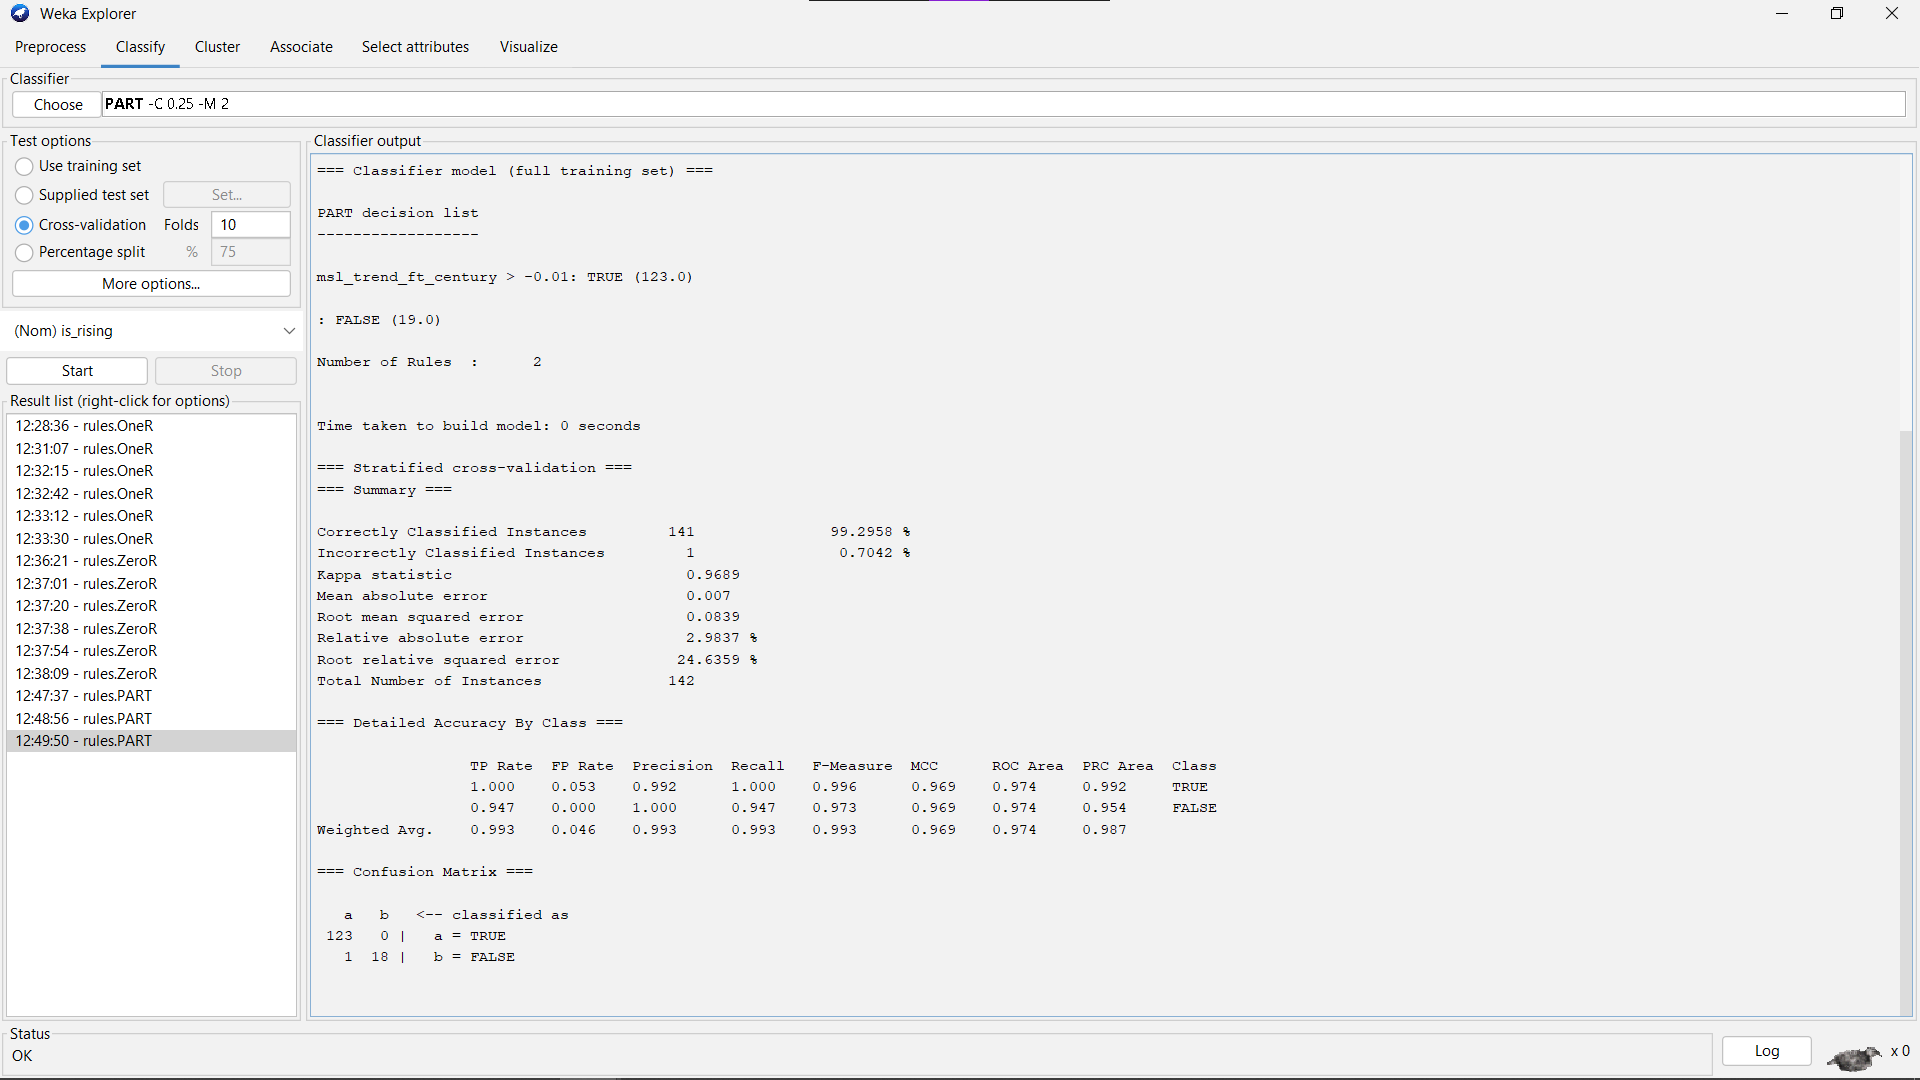 Weka Explorer
Preprocess Classify Cluster Associate Select attributes Visualize
Classifier
Choose PART -C 0.25 -M 2
Test options
Use training set
Supplied test set Set...
Cross-validation Folds 10
Percentage split % 75
More options...
(Nom) is_rising
Start Stop
Result list (right-click for options)
12:28:36 - rules.OneR
12:31:07 - rules.OneR
12:32:15 - rules.OneR
12:32:42 - rules.OneR
12:33:12 - rules.OneR
12:33:30 - rules.OneR
12:36:21 - rules.ZeroR
12:37:01 - rules.ZeroR
12:37:20 - rules.ZeroR
12:37:38 - rules.ZeroR
12:37:54 - rules.ZeroR
12:38:09 - rules.ZeroR
12:47:37 - rules.PART
12:48:56 - rules.PART
12:49:50 - rules.PART
Classifier output
=== Classifier model (full training set) ===
PART decision list
------------------
msl_trend_ft_century > -0.01: TRUE (123.0)
: FALSE (19.0)
Number of Rules : 2
Time taken to build model: 0 seconds
=== Stratified cross-validation ===
=== Summary ===
Correctly Classified Instances 141 99.2958 %
Incorrectly Classified Instances 1 0.7042 %
Kappa statistic 0.9689
Mean absolute error 0.007
Root mean squared error 0.0839
Relative absolute error 2.9837 %
Root relative squared error 24.6359 %
Total Number of Instances 142
=== Detailed Accuracy By Class ===
TP Rate FP Rate Precision Recall F-Measure MCC ROC Area PRC Area Class
1.000 0.053 0.992 1.000 0.996 0.969 0.974 0.992 TRUE
0.947 0.000 1.000 0.947 0.973 0.969 0.974 0.954 FALSE
Weighted Avg. 0.993 0.046 0.993 0.993 0.993 0.969 0.974 0.987
=== Confusion Matrix ===
a b <-- classified as
123 0 | a = TRUE
1 18 | b = FALSE
Status
OK
Log
x 0